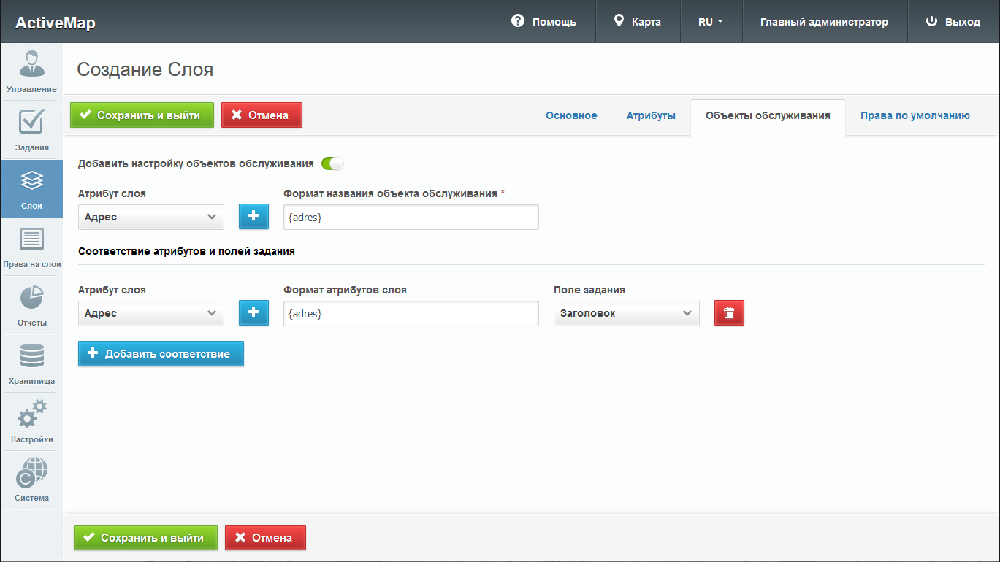 ActiveMap
Помощь
Карта
RU
Главный администратор
Выход
Управление
Задания
Слои
Права на слои
Отчеты
Хранилища
Настройки
Система
Создание Слоя
Сохранить и выйти
Отмена
Основное
Атрибуты
Объекты обслуживания
Права по умолчанию
Добавить настройку объектов обслуживания
Атрибут слоя
Формат названия объекта обслуживания *
Адрес
{adres}
Соответствие атрибутов и полей задания
Атрибут слоя
Формат атрибутов слоя
Поле задания
Адрес
{adres}
Заголовок
Добавить соответствие
Сохранить и выйти
Отмена